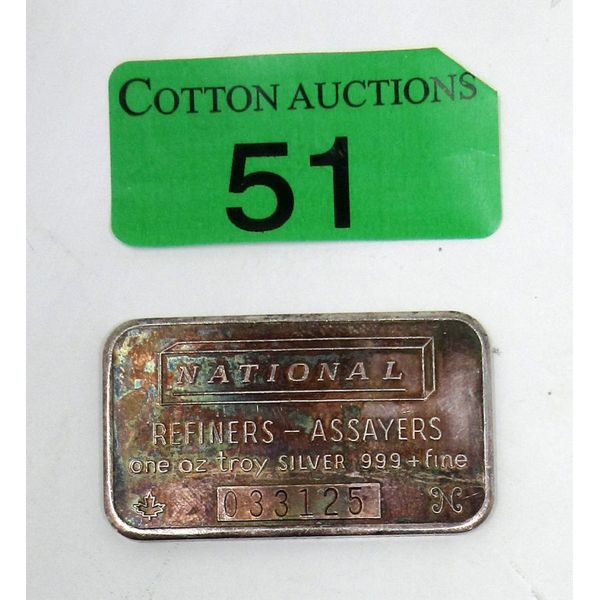 COTTON AUCTIONS
51
NATIONAL
REFINERS - ASSAYERS
one oz troy SILVER 999+fine
033125 N